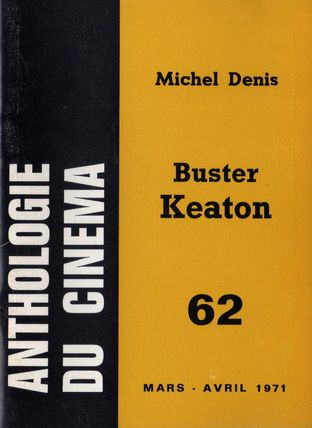 ANTHOLOGIE
DU CINEMA
Michel Denis
Buster
Keaton
62
MARS - AVRIL 1971